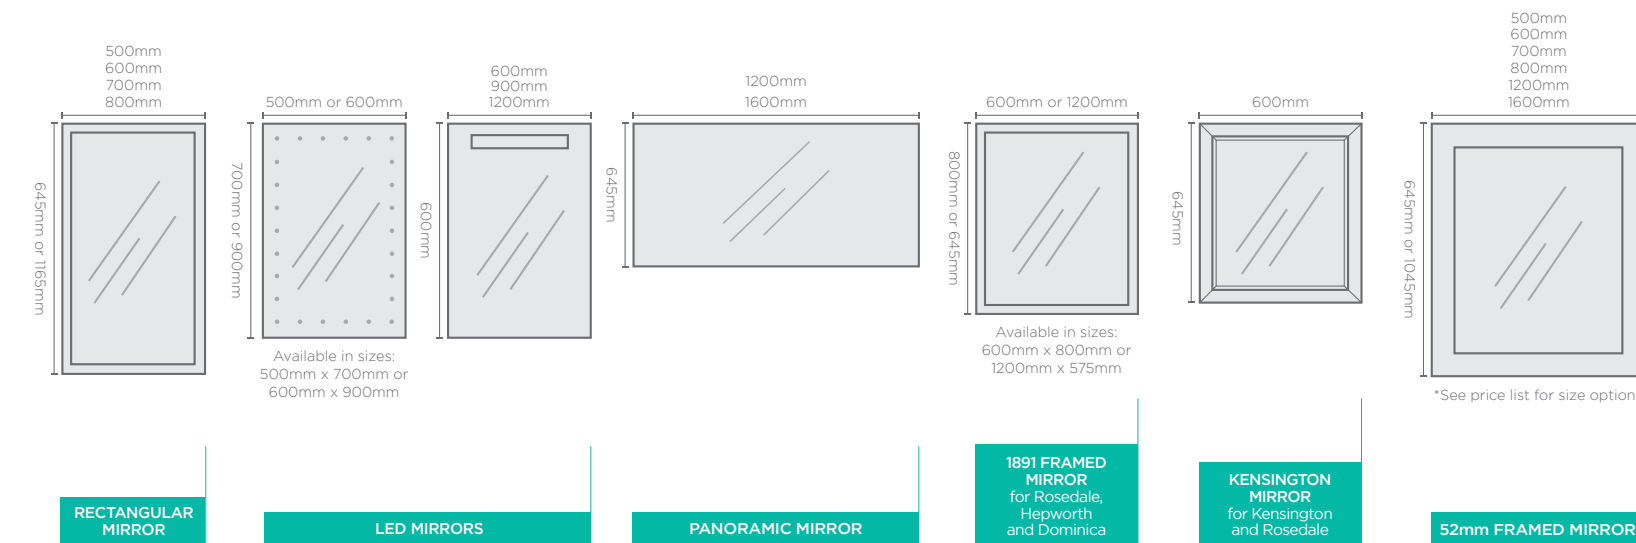 500mm
600mm
700mm
800mm
645mm or 1165mm
RECTANGULAR
MIRROR
500mm or 600mm
700mm or 900mm
Available in sizes:
500mm x 700mm or
600mm x 900mm
600mm
900mm
1200mm
600mm
LED MIRRORS
1200mm
1600mm
645mm
PANORAMIC MIRROR
600mm or 1200mm
800mm or 645mm
Available in sizes:
600mm x 800mm or
1200mm x 575mm
1891 FRAMED
MIRROR
for Rosedale,
Hepworth
and Dominica
600mm
645mm
KENSINGTON
MIRROR
for Kensington
and Rosedale
500mm
600mm
700mm
800mm
1200mm
1600mm
645mm or 1045mm
*See price list for size option
52mm FRAMED MIRROR